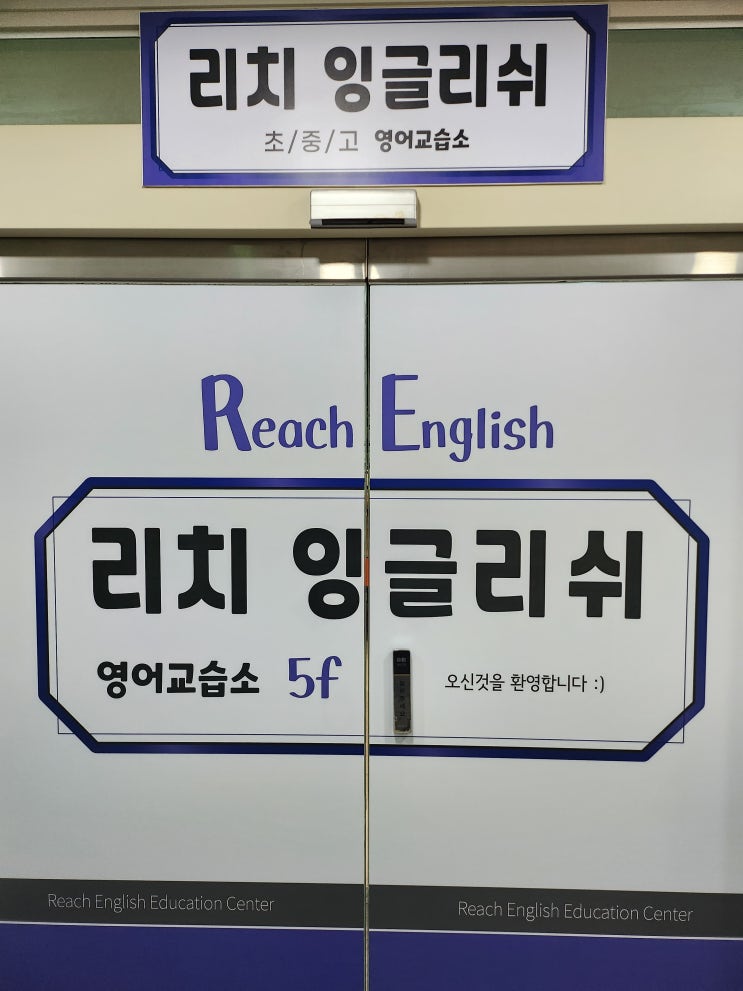 리치 잉글리쉬
초/중/고 영어교습소
Reach English
리치 잉글리쉬
영어교습소 5f 오신것을 환영합니다 :)
Reach English Education Center
Reach English Education Center